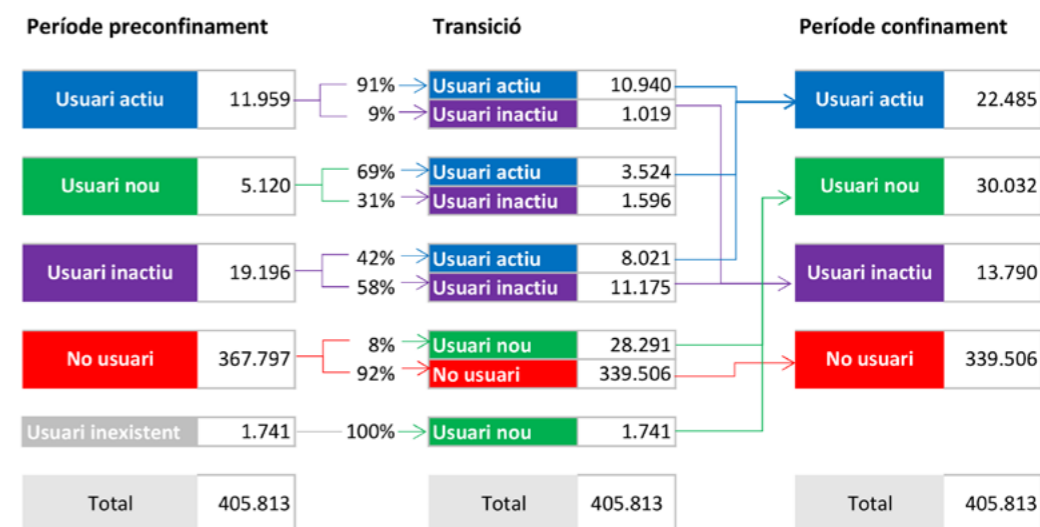 Període preconfinament Transició Període confinament
Usuari actiu 11.959 91% Usuari actiu 10.940 Usuari actiu 22.485
9% Usuari inactiu 1.019
Usuari nou 5.120 69% Usuari actiu 3.524 Usuari nou 30.032
31% Usuari inactiu 1.596
Usuari inactiu 19.196 42% Usuari actiu 8.021 Usuari inactiu 13.790
58% Usuari inactiu 11.175
No usuari 367.797 8% Usuari nou 28.291 No usuari 339.506
92% No usuari 339.506
Usuari inexistent 1.741 100% Usuari nou 1.741
Total 405.813 Total 405.813 Total 405.813